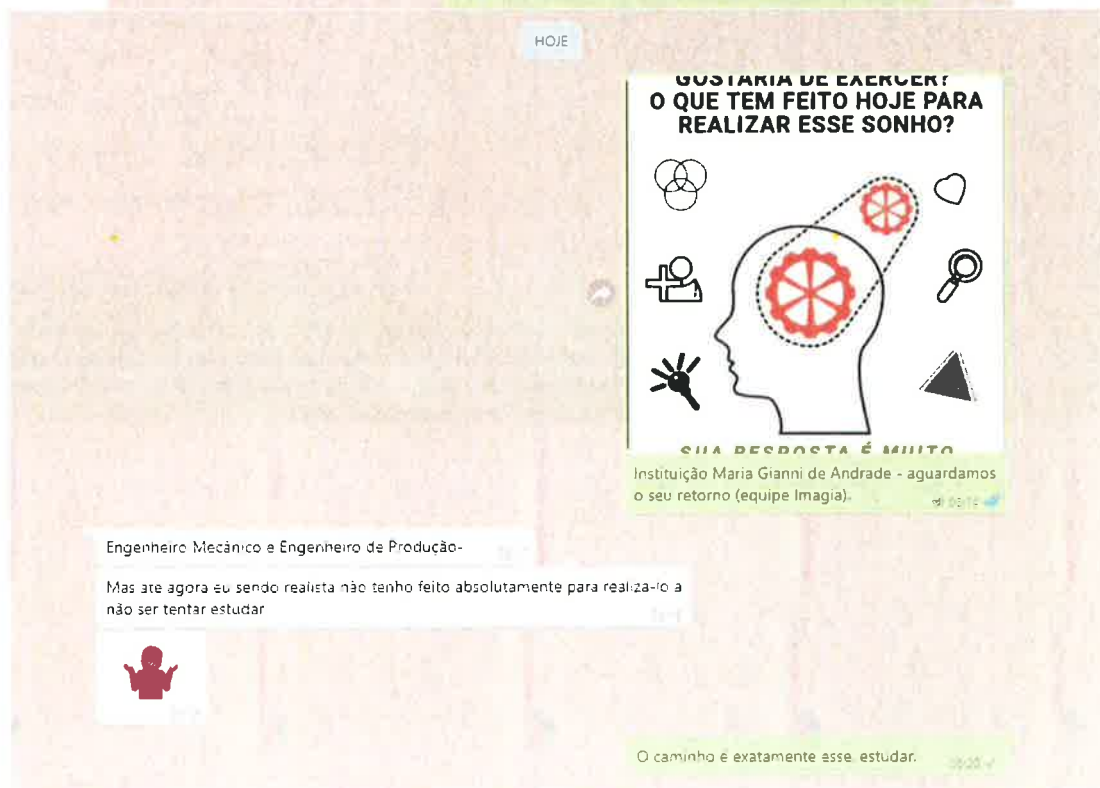 HOJE
GOSTARIA DE EXERCER?
O QUE TEM FEITO HOJE PARA
REALIZAR ESSE SONHO?
SUA RESPOSTA É MUITO
Instituição Maria Gianni de Andrade - aguardamos
o seu retorno (equipe Imagia).
Engenheiro Mecânico e Engenheiro de Produção-
Mas ate agora eu sendo realista não tenho feito absolutamente para realiza-lo a
não ser tentar estudar
O caminho é exatamente esse, estudar.